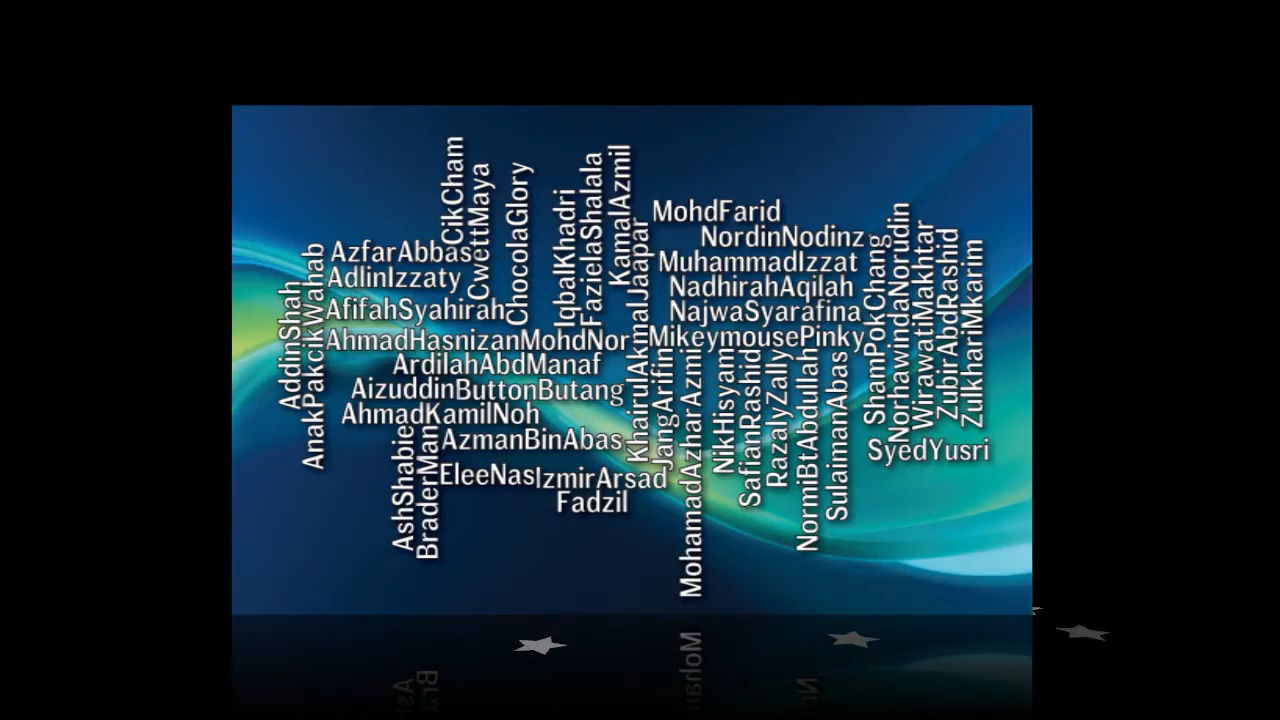 AddinShah
AnakPakcikWahab
AzfarAbbas
AdlinIzzaty
AfifahSyahirah
AhmadHasnizanMohdNor
ArdilahAbdManaf
AizuddinButtonButang
AhmadKamilNoh
AzmanBinAbas
AshShabie
BraderMan
CikCham
CwettMaya
ChocolaGlory
EleeNas
IzmirArsad
Fadzil
IqbalKhadri
FazielaShalala
KamalAzmil
KhairulAkmalJaapar
JangArifin
MohdFarid
NordinNodinz
MuhammadIzzat
NadhirahAqilah
NajwaSyarafina
MikeymousePinky
MohamadAzharAzmi
NikHisyam
SafianRashid
RazalyZally
NormiBtAbdullah
SulaimanAbas
ShamPokChang
NorhawindaNorudin
WirawatiMakhtar
ZubirAbdRashid
ZulkhariMkarim
SyedYusri